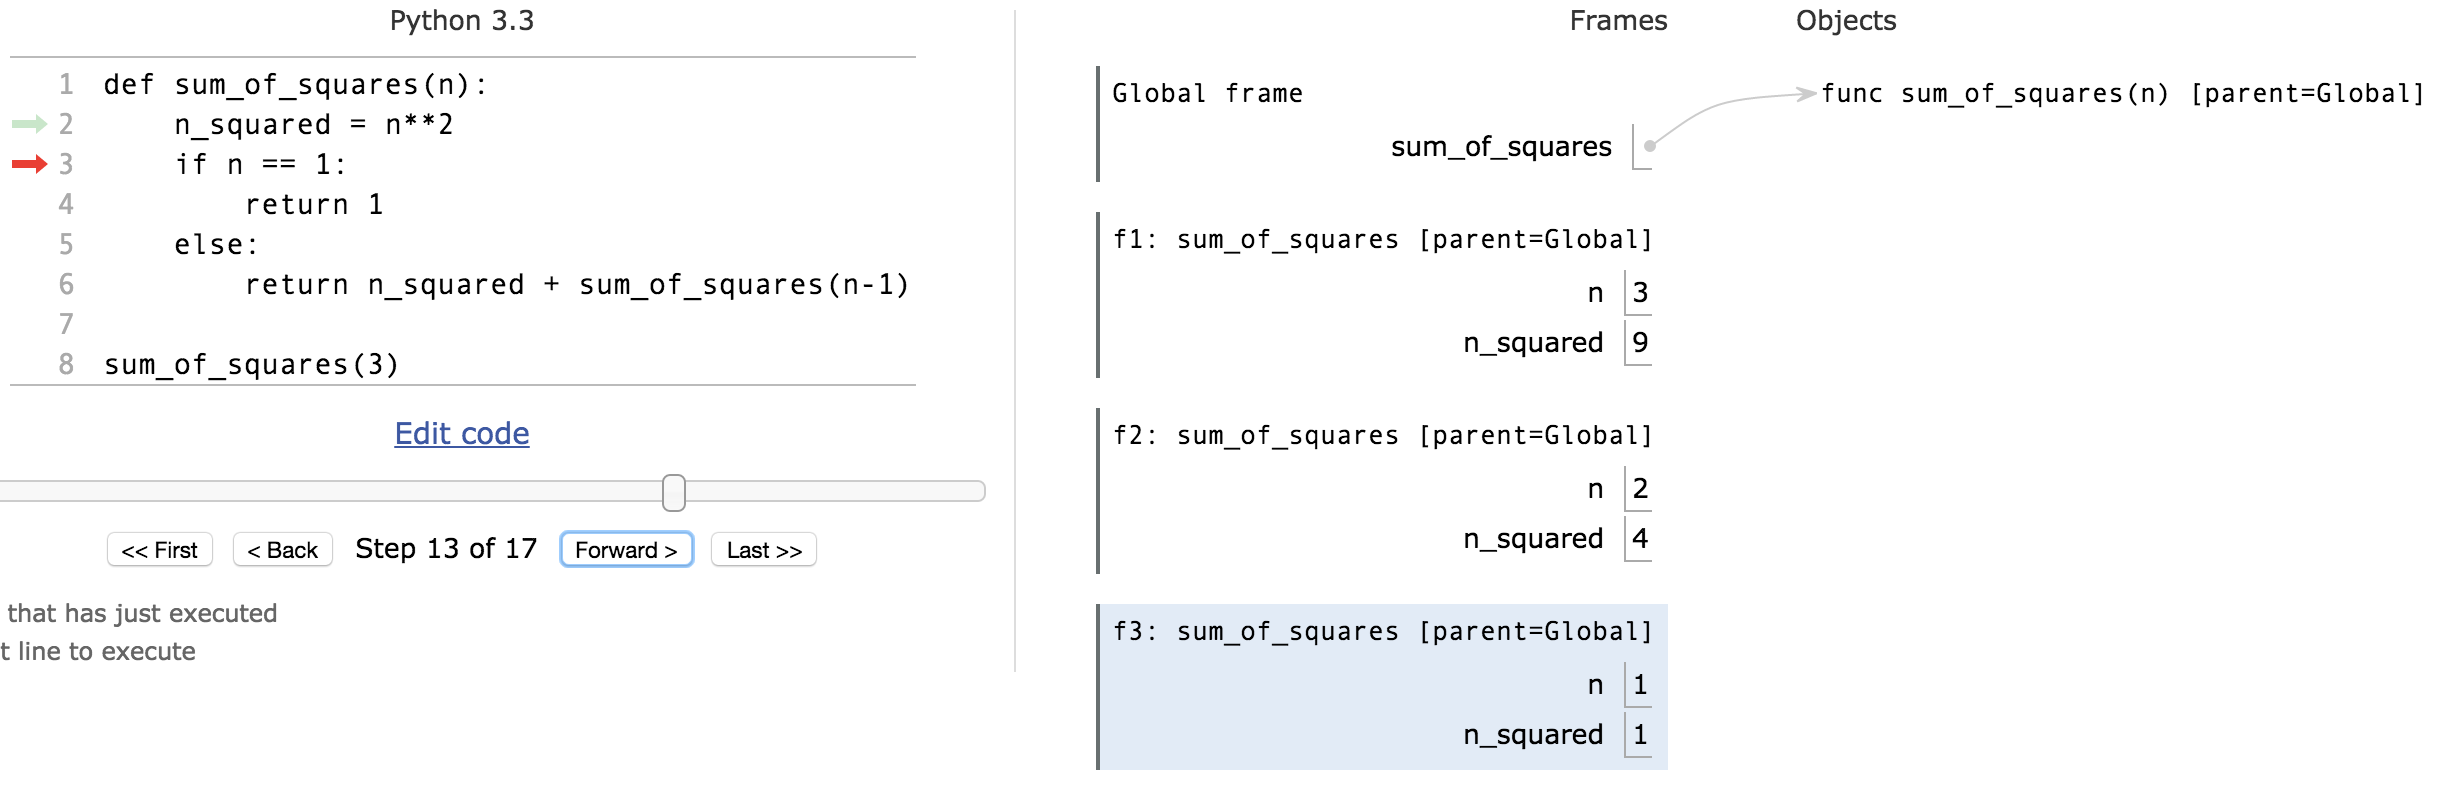 Python 3.3
1 def sum_of_squares(n):
2     n_squared = n**2
3     if n == 1:
4         return 1
5     else:
6         return n_squared + sum_of_squares(n-1)
7
8 sum_of_squares(3)
Edit code
<< First < Back Step 13 of 17 Forward > Last >>
that has just executed
t line to execute
Frames Objects
Global frame
sum_of_squares
func sum_of_squares(n) [parent=Global]
f1: sum_of_squares [parent=Global]
n 3
n_squared 9
f2: sum_of_squares [parent=Global]
n 2
n_squared 4
f3: sum_of_squares [parent=Global]
n 1
n_squared 1